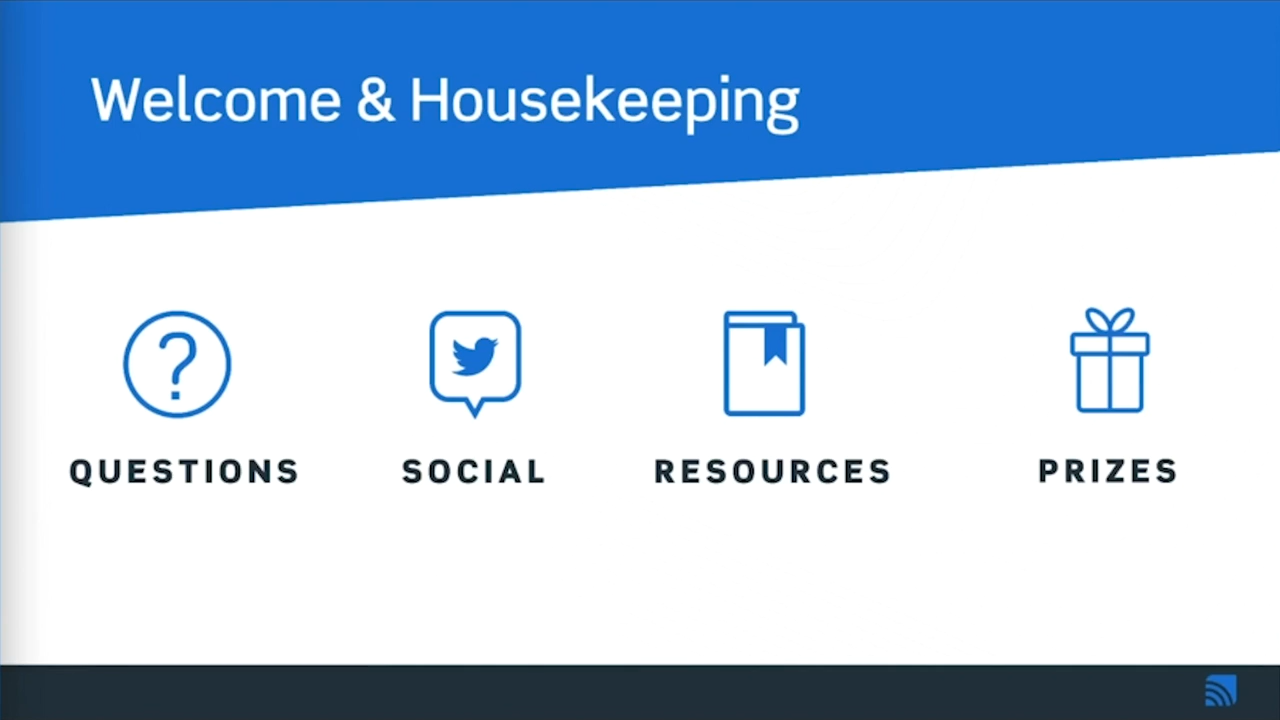 Welcome & Housekeeping
QUESTIONS
SOCIAL
RESOURCES
PRIZES